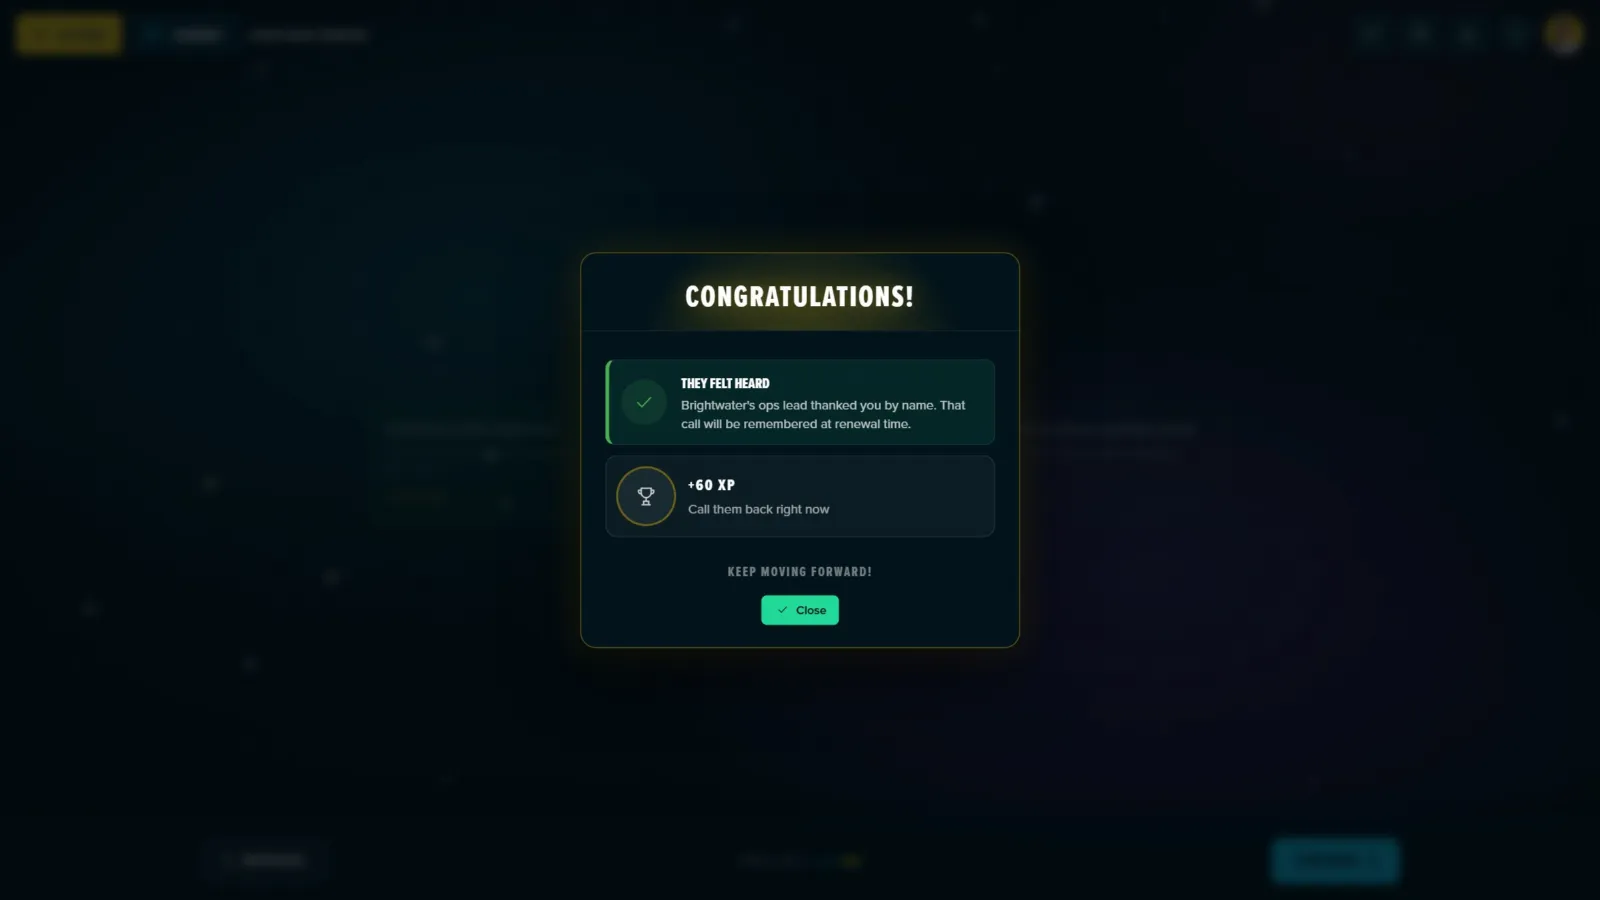 CONGRATULATIONS!
THEY FELT HEARD
Brightwater's ops lead thanked you by name. That
call will be remembered at renewal time.
+60 XP
Call them back right now
KEEP MOVING FORWARD!
Close